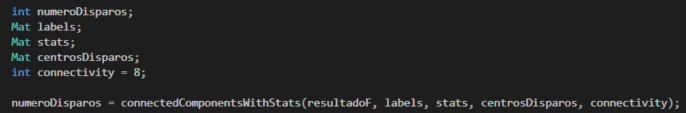 int numeroDisparos;
Mat labels;
Mat stats;
Mat centrosDisparos;
int connectivity = 8;
numeroDisparos = connectedComponentsWithStats(resultadoF, labels, stats, centrosDisparos, connectivity);